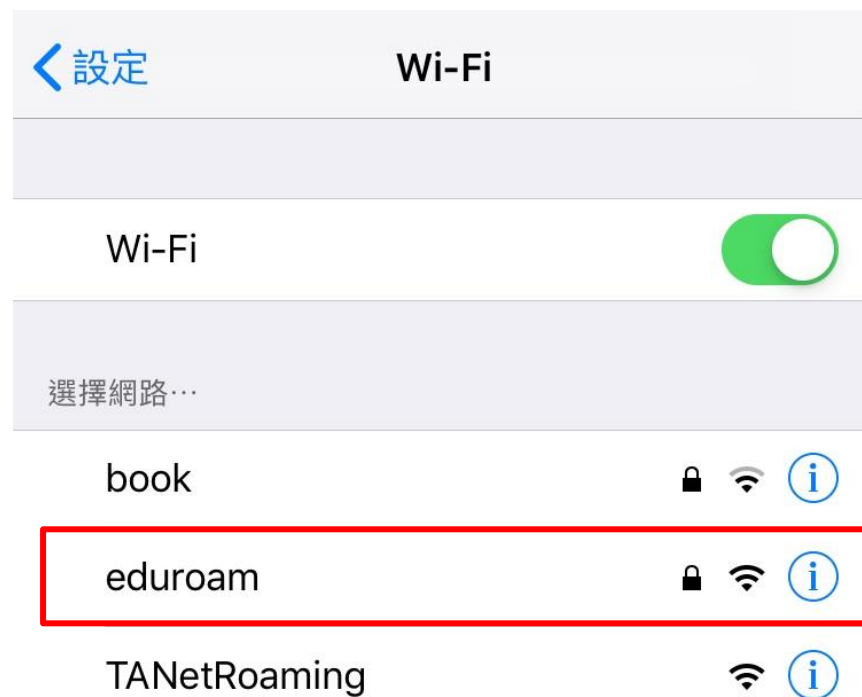 設定 Wi-Fi
Wi-Fi
選擇網路⋯
book
eduroam
TANetRoaming